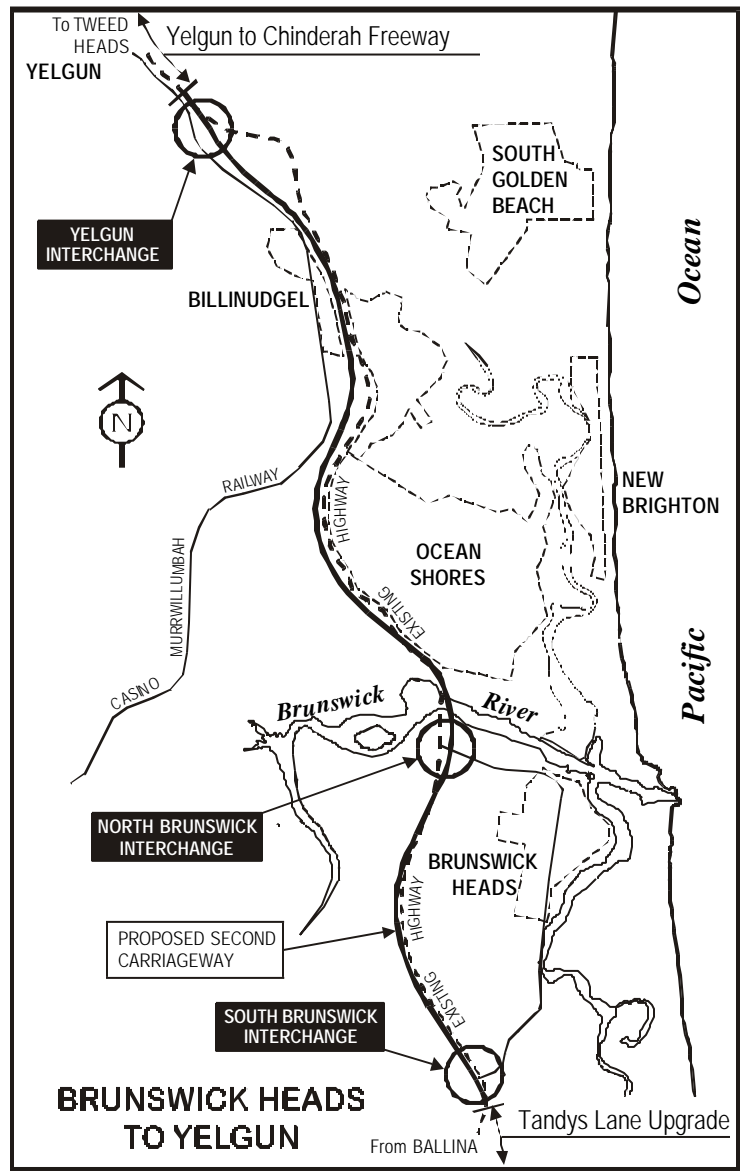 To TWEED
HEADS
Yelgun to Chinderah Freeway
YELGUN
SOUTH
GOLDEN
BEACH
Ocean
YELGUN
INTERCHANGE
BILLINUDGEL
N
RAILWAY
HIGHWAY
NEW
BRIGHTON
OCEAN
SHORES
MURRWILLUMBAH
EXISTING
CASINO
Pacific
Brunswick
River
NORTH BRUNSWICK
INTERCHANGE
BRUNSWICK
HEADS
HIGHWAY
PROPOSED SECOND
CARRIAGEWAY
EXISTING
SOUTH BRUNSWICK
INTERCHANGE
BRUNSWICK HEADS
TO YELGUN
Tandys Lane Upgrade
From BALLINA